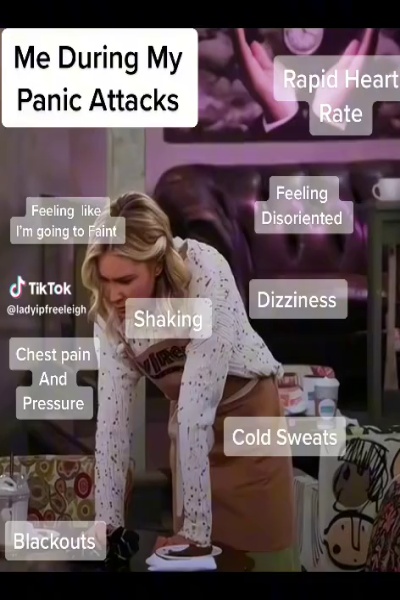 Me During My
Panic Attacks
Rapid Heart
Rate
Feeling like
I'm going to Faint
Feeling
Disoriented
TikTok
@ladyipfreeleigh
Dizziness
Shaking
Chest pain
And
Pressure
Cold Sweats
Blackouts